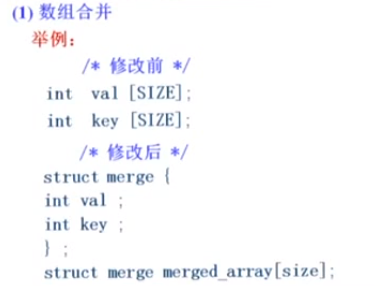 (1) 数组合并
举例：
/* 修改前 */
int val [SIZE];
int key [SIZE];
/* 修改后 */
struct merge {
int val ;
int key ;
} ;
struct merge merged_array[size];